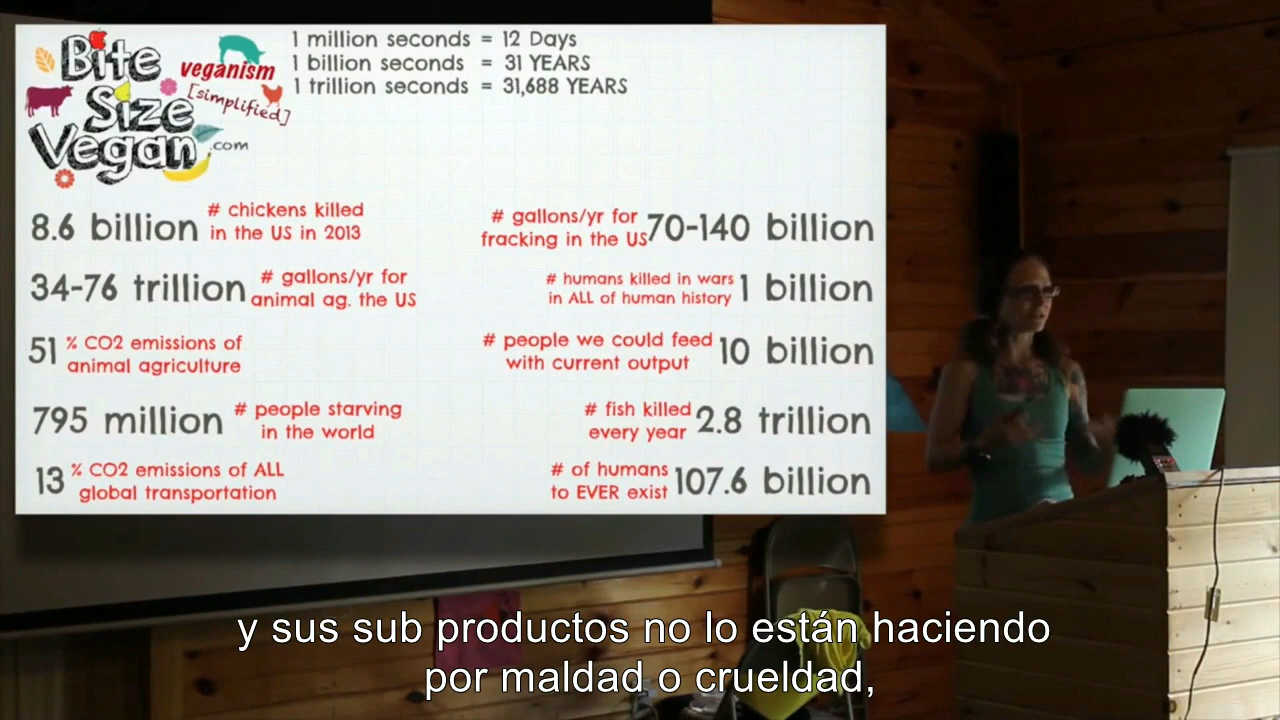 Bite
Size
Vegan
.com
veganism
[simplified]
1 million seconds = 12 Days
1 billion seconds = 31 YEARS
1 trillion seconds = 31,688 YEARS
8.6 billion
# chickens killed
in the US in 2013
# gallons/yr for
fracking in the US
70-140 billion
34-76 trillion
# gallons/yr for
animal ag. the US
# humans killed in wars
in ALL of human history
1 billion
51
% CO2 emissions of
animal agriculture
# people we could feed
with current output
10 billion
795 million
# people starving
in the world
# fish killed
every year
2.8 trillion
13
% CO2 emissions of ALL
global transportation
# of humans
to EVER exist
107.6 billion
y sus sub productos no lo están haciendo
por maldad o crueldad,